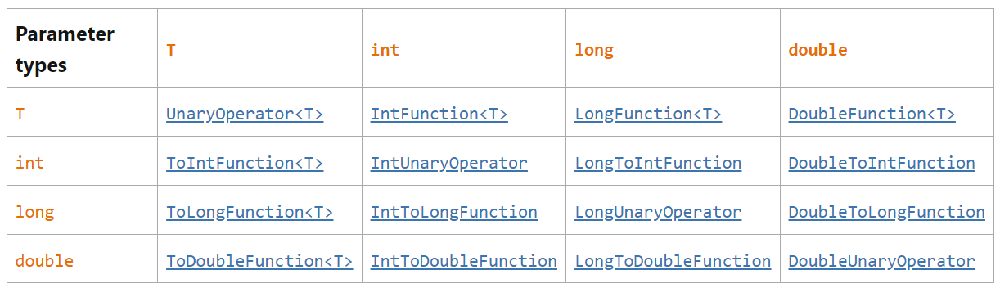 Parameter
types
T
int
long
double
T
UnaryOperator<T>
IntFunction<T>
LongFunction<T>
DoubleFunction<T>
int
ToIntFunction<T>
IntUnaryOperator
LongToIntFunction
DoubleToIntFunction
long
ToLongFunction<T>
IntToLongFunction
LongUnaryOperator
DoubleToLongFunction
double
ToDoubleFunction<T>
IntToDoubleFunction
LongToDoubleFunction
DoubleUnaryOperator